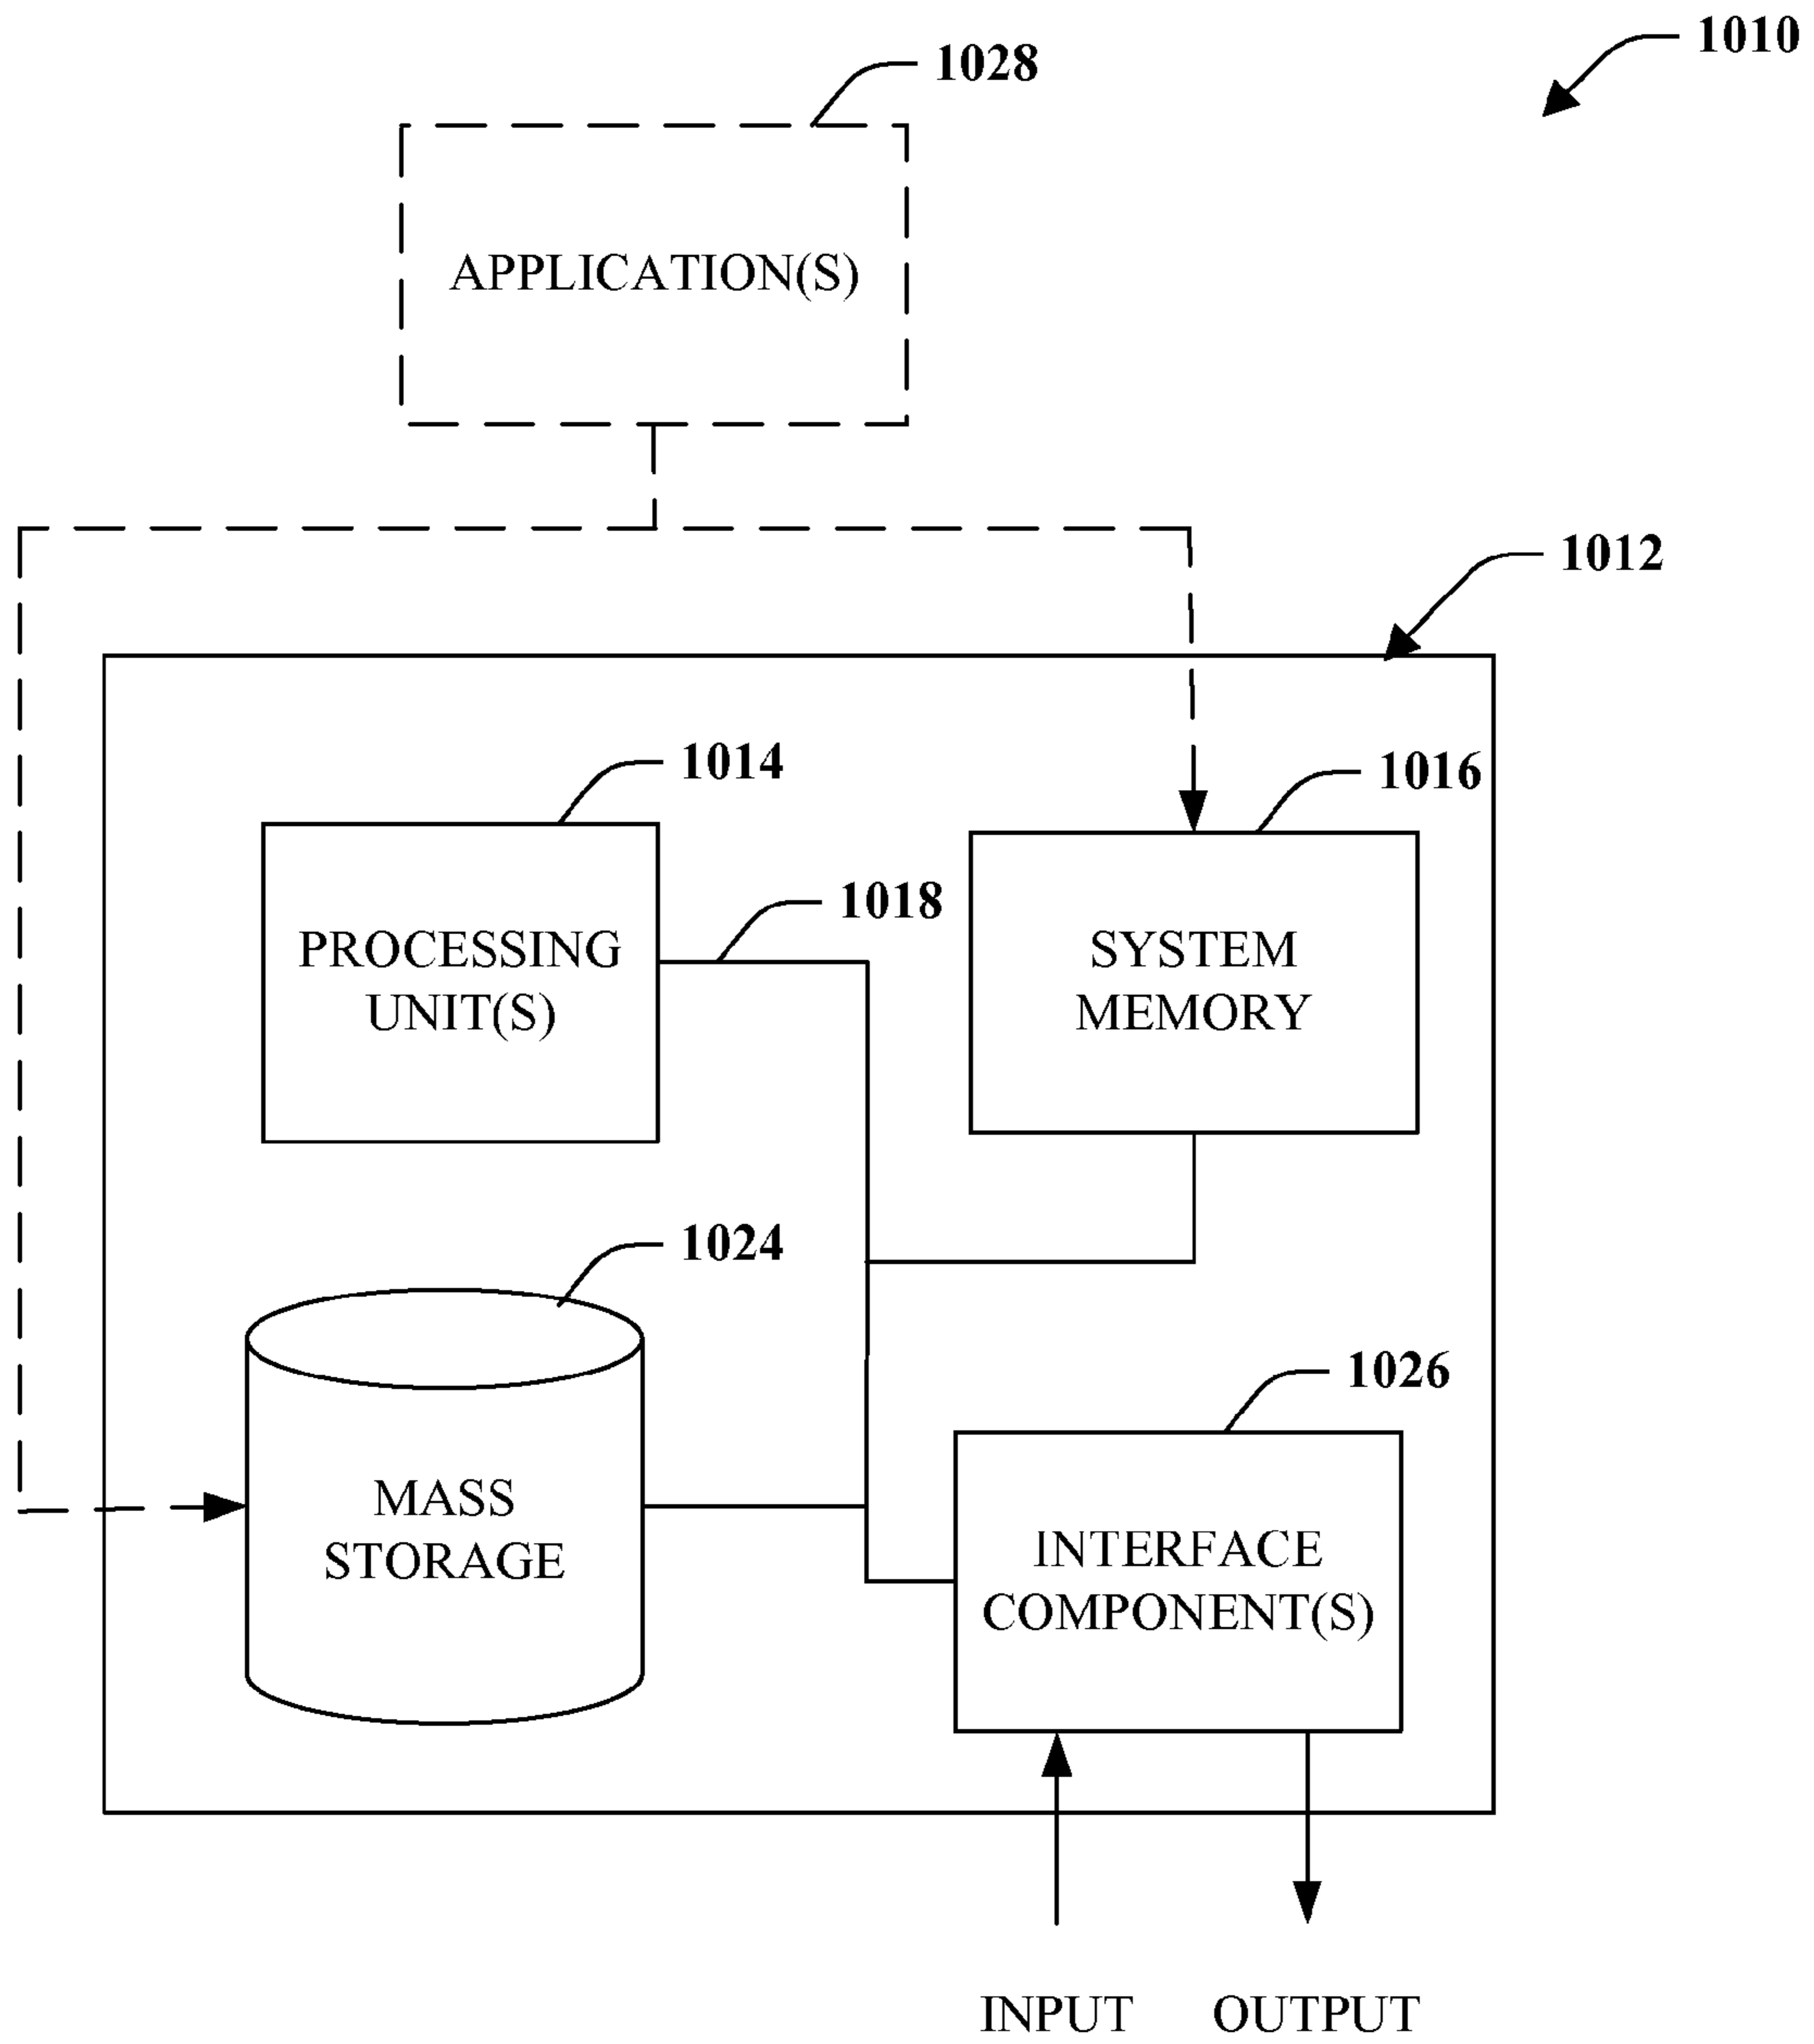 1010
1028
APPLICATION(S)
1012
1014
1016
1018
PROCESSING
UNIT(S)
SYSTEM
MEMORY
1024
1026
MASS
STORAGE
INTERFACE
COMPONENT(S)
INPUT
OUTPUT